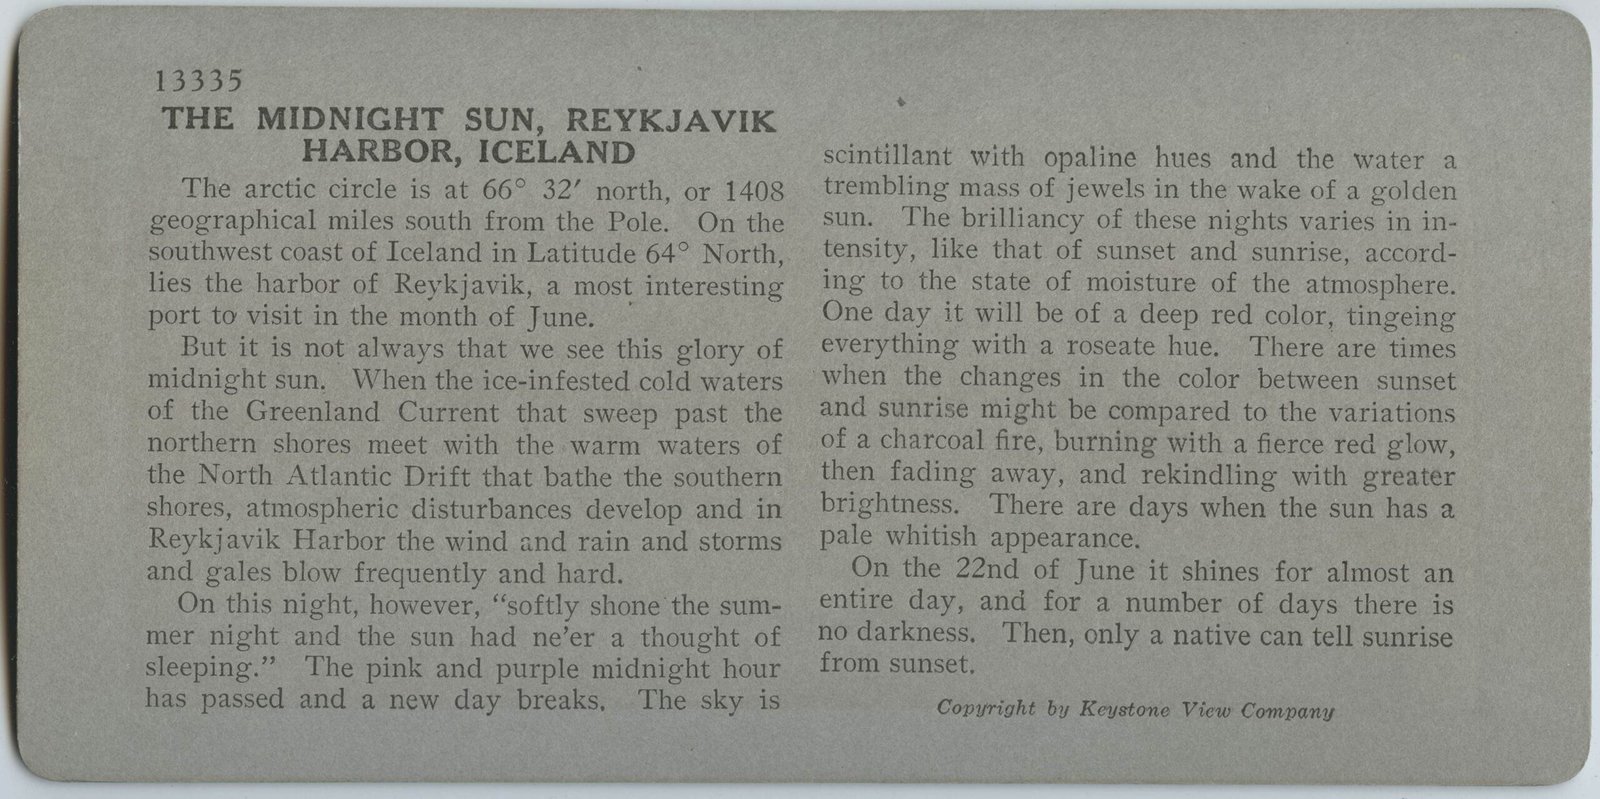 13335
THE MIDNIGHT SUN, REYKJAVIK
HARBOR, ICELAND
The arctic circle is at 66° 32′ north, or 1408
geographical miles south from the Pole. On the
southwest coast of Iceland in Latitude 64° North,
lies the harbor of Reykjavik, a most interesting
port to visit in the month of June.
But it is not always that we see this glory of
midnight sun. When the ice-infested cold waters
of the Greenland Current that sweep past the
northern shores meet with the warm waters of
the North Atlantic Drift that bathe the southern
shores, atmospheric disturbances develop and in
Reykjavik Harbor the wind and rain and storms
and gales blow frequently and hard.
On this night, however, “softly shone the sum-
mer night and the sun had ne’er a thought of
sleeping.” The pink and purple midnight hour
has passed and a new day breaks. The sky is
scintillant with opaline hues and the water a
trembling mass of jewels in the wake of a golden
sun. The brilliancy of these nights varies in in-
tensity, like that of sunset and sunrise, accord-
ing to the state of moisture of the atmosphere.
One day it will be of a deep red color, tingeing
everything with a roseate hue. There are times
when the changes in the color between sunset
and sunrise might be compared to the variations
of a charcoal fire, burning with a fierce red glow,
then fading away, and rekindling with greater
brightness. There are days when the sun has a
pale whitish appearance.
On the 22nd of June it shines for almost an
entire day, and for a number of days there is
no darkness. Then, only a native can tell sunrise
from sunset.
Copyright by Keystone View Company